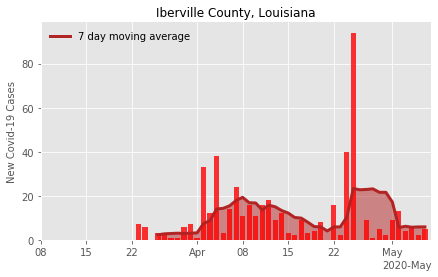 Iberville County, Louisiana
7 day moving average
New Covid-19 Cases
80
60
40
20
0
08
15
22
Apr
08
15
22
May
08
2020-May